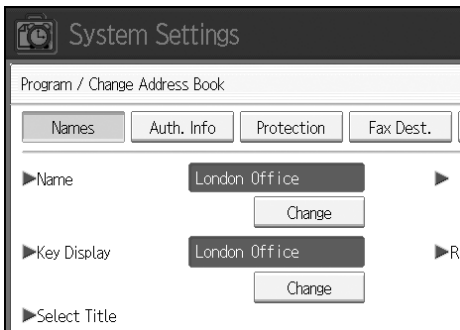 System Settings
Program / Change Address Book
Names Auth. Info Protection Fax Dest.
▶Name London Office ▶
Change
▶Key Display London Office ▶R
Change
▶Select Title